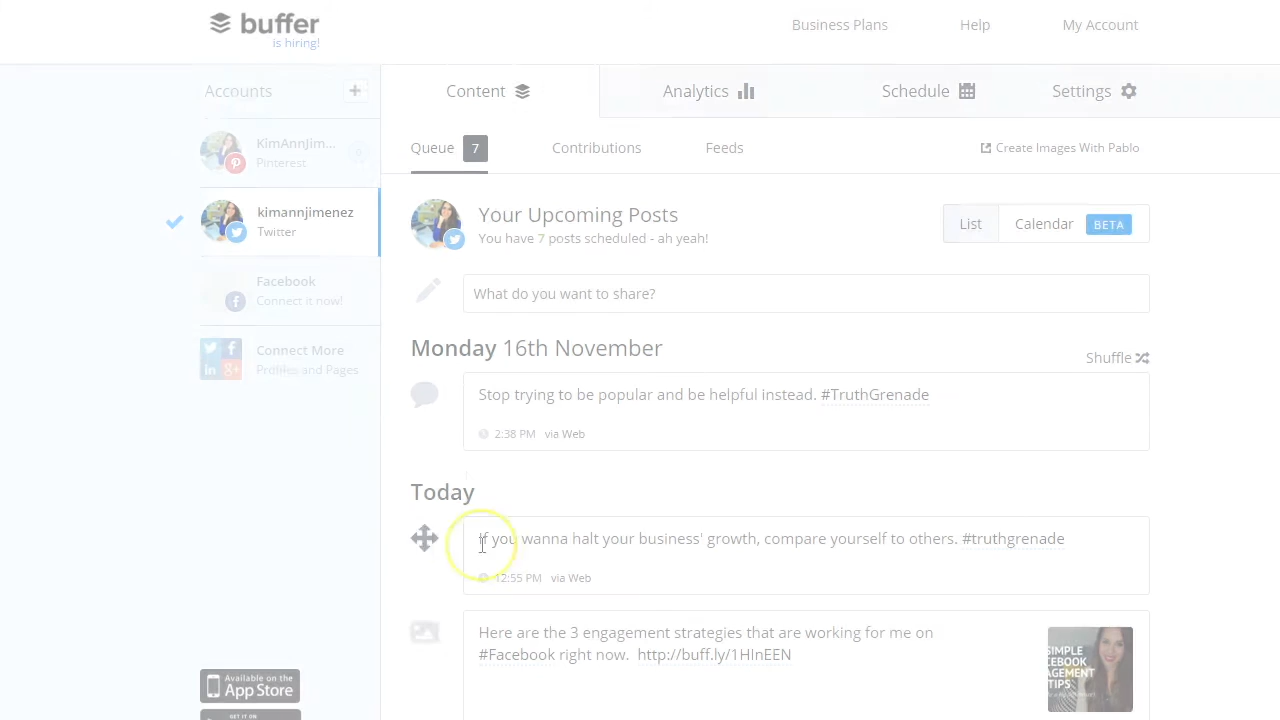 buffer
is hiring!
Business Plans
Help
My Account
Accounts
+
Content
Analytics
Schedule
Settings
KimAnnJim...
Pinterest
Queue 7
Contributions
Feeds
Create Images With Pablo
kimannjimenez
Twitter
Your Upcoming Posts
You have 7 posts scheduled - ah yeah!
List
Calendar BETA
Facebook
Connect it now!
What do you want to share?
Connect More
Profiles and Pages
Monday 16th November
Shuffle
Stop trying to be popular and be helpful instead. #TruthGrenade
2:38 PM via Web
Today
If you wanna halt your business' growth, compare yourself to others. #truthgrenade
12:55 PM via Web
Here are the 3 engagement strategies that are working for me on
#Facebook right now. http://buff.ly/1HInEEN
Available on the
App Store
GET IT ON